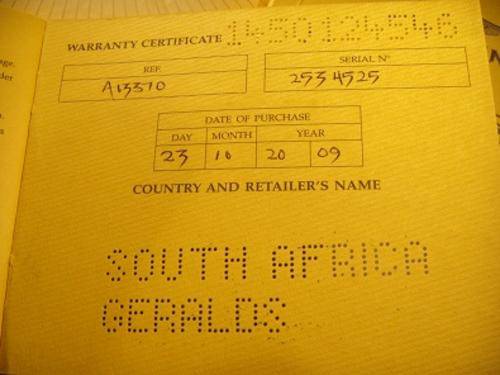 WARRANTY CERTIFICATE 1450124546
REF. SERIAL Nº
A13370 2534525
DATE OF PURCHASE
DAY MONTH YEAR
23 10 20 09
COUNTRY AND RETAILER'S NAME
SOUTH AFRICA
GERALDS